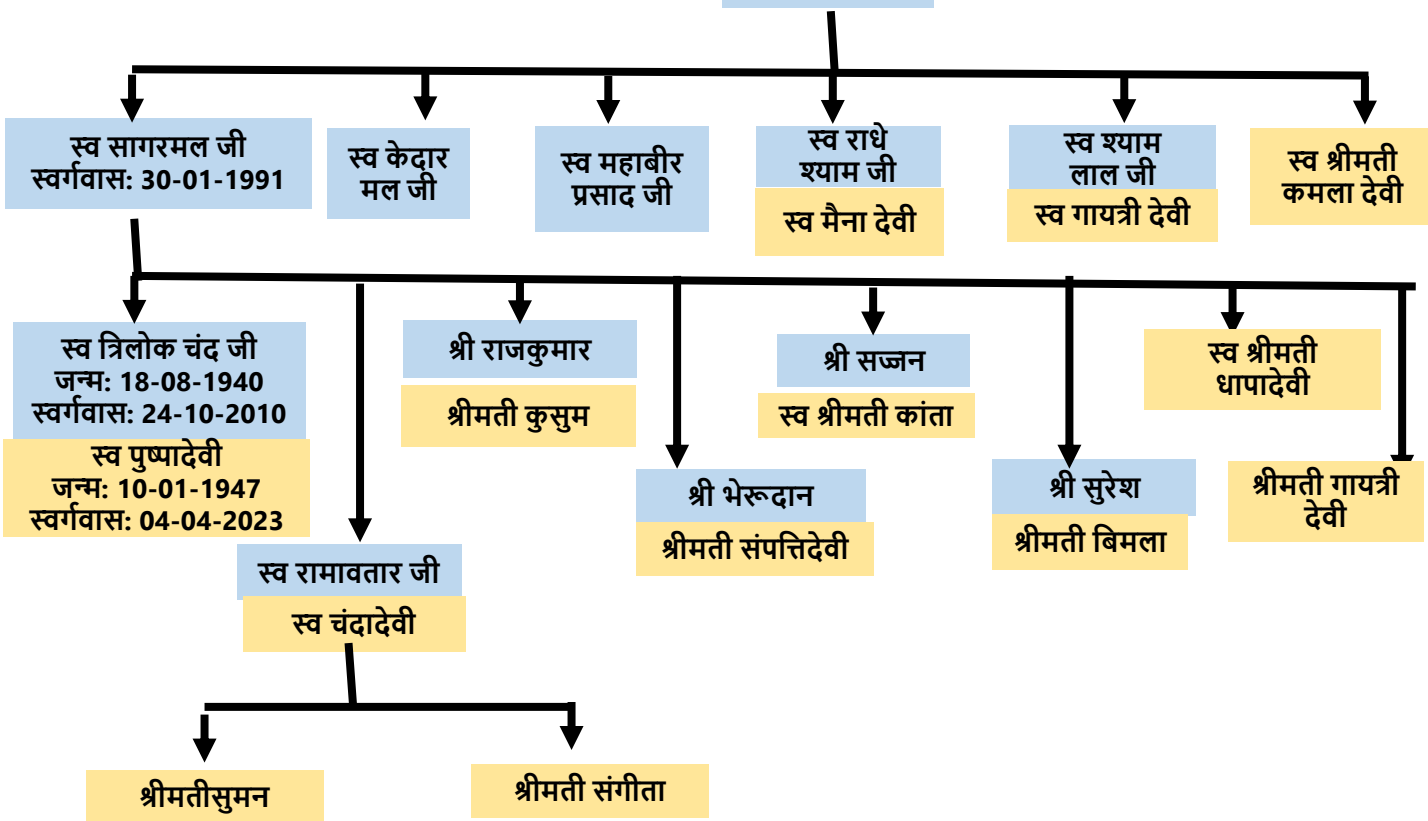 स्व सागरमल जी
स्वर्गवास: 30-01-1991
स्व केदार
मल जी
स्व महाबीर
प्रसाद जी
स्व राधे
श्याम जी
स्व मैना देवी
स्व श्याम
लाल जी
स्व गायत्री देवी
स्व श्रीमती
कमला देवी
स्व त्रिलोक चंद जी
जन्म: 18-08-1940
स्वर्गवास: 24-10-2010
स्व पुष्पादेवी
जन्म: 10-01-1947
स्वर्गवास: 04-04-2023
स्व रामावतार जी
स्व चंदादेवी
श्री राजकुमार
श्रीमती कुसुम
श्री भेरूदान
श्रीमती संपत्तिदेवी
श्री सज्जन
स्व श्रीमती कांता
श्री सुरेश
श्रीमती बिमला
स्व श्रीमती
धापादेवी
श्रीमती गायत्री
देवी
श्रीमतीसुमन
श्रीमती संगीता